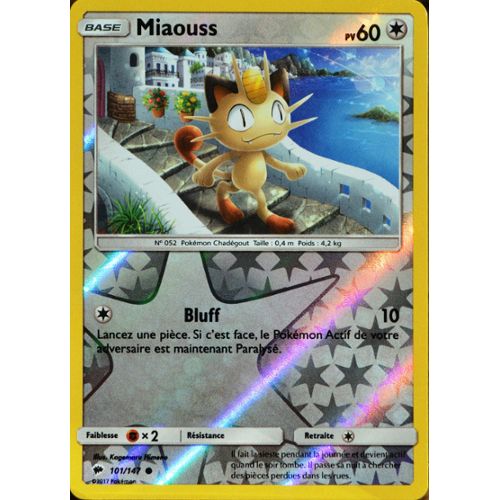 BASE Miaouss PV60
N° 052 Pokémon Chadégout Taille : 0,4 m Poids : 4,2 kg
Bluff 10
Lancez une pièce. Si c'est face, le Pokémon Actif de votre
adversaire est maintenant Paralysé.
Faiblesse ×2 Résistance Retraite
Illus. Kagemaru Himeno
101/147
©2017 Pokémon
Il fait la sieste pendant la journée et devient actif
quand le soir tombe. Il passe sa nuit à chercher
des pièces perdues dans les rues.